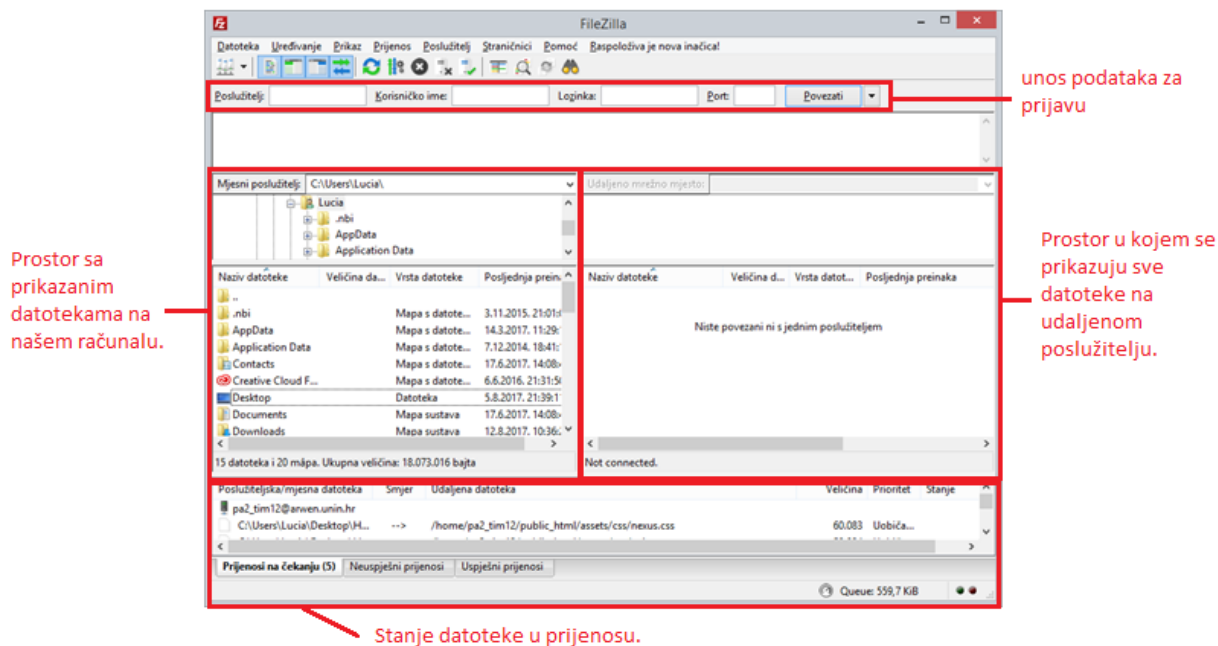 FileZilla
Datoteka Uređivanje Prikaz Prijenos Poslužitelj Straničnici Pomoć Raspoloživa je nova inačica!
Poslužitelj: Korisničko ime: Lozinka: Port: Povezati
unos podataka za
prijavu
Mjesni poslužitelj: C:\Users\Lucia\
Udaljeno mrežno mjesto:
Lucia
.nbi
AppData
Application Data
Prostor sa
prikazanim
datotekama na
našem računalu.
Naziv datoteke Veličina da... Vrsta datoteke Posljednja prein
..
.nbi Mapa s datote... 3.11.2015. 21:01:
AppData Mapa s datote... 14.3.2017. 11:29:
Application Data Mapa s datote... 7.12.2014. 18:41:
Contacts Mapa s datote... 17.6.2017. 14:08:
Creative Cloud F... Mapa s datote... 6.6.2016. 21:31:5
Desktop Datoteka 5.8.2017. 21:39:1
Documents Mapa sustava 17.6.2017. 14:08:
Downloads Mapa sustava 12.8.2017. 10:36:
15 datoteka i 20 mâpa. Ukupna veličina: 18.073.016 bajta
Naziv datoteke Veličina d... Vrsta datot... Posljednja preinaka
Niste povezani ni s jednim poslužiteljem
Not connected.
Prostor u kojem se
prikazuju sve
datoteke na
udaljenom
poslužitelju.
Poslužiteljska/mjesna datoteka Smjer Udaljena datoteka Veličina Prioritet Stanje
pa2_tim12@arwen.unin.hr
C:\Users\Lucia\Desktop\H... --> /home/pa2_tim12/public_html/assets/css/nexus.css 60.083 Uobiča...
Prijenosi na čekanju (5) Neuspješni prijenosi Uspješni prijenosi
Queue: 559,7 KiB
Stanje datoteke u prijenosu.